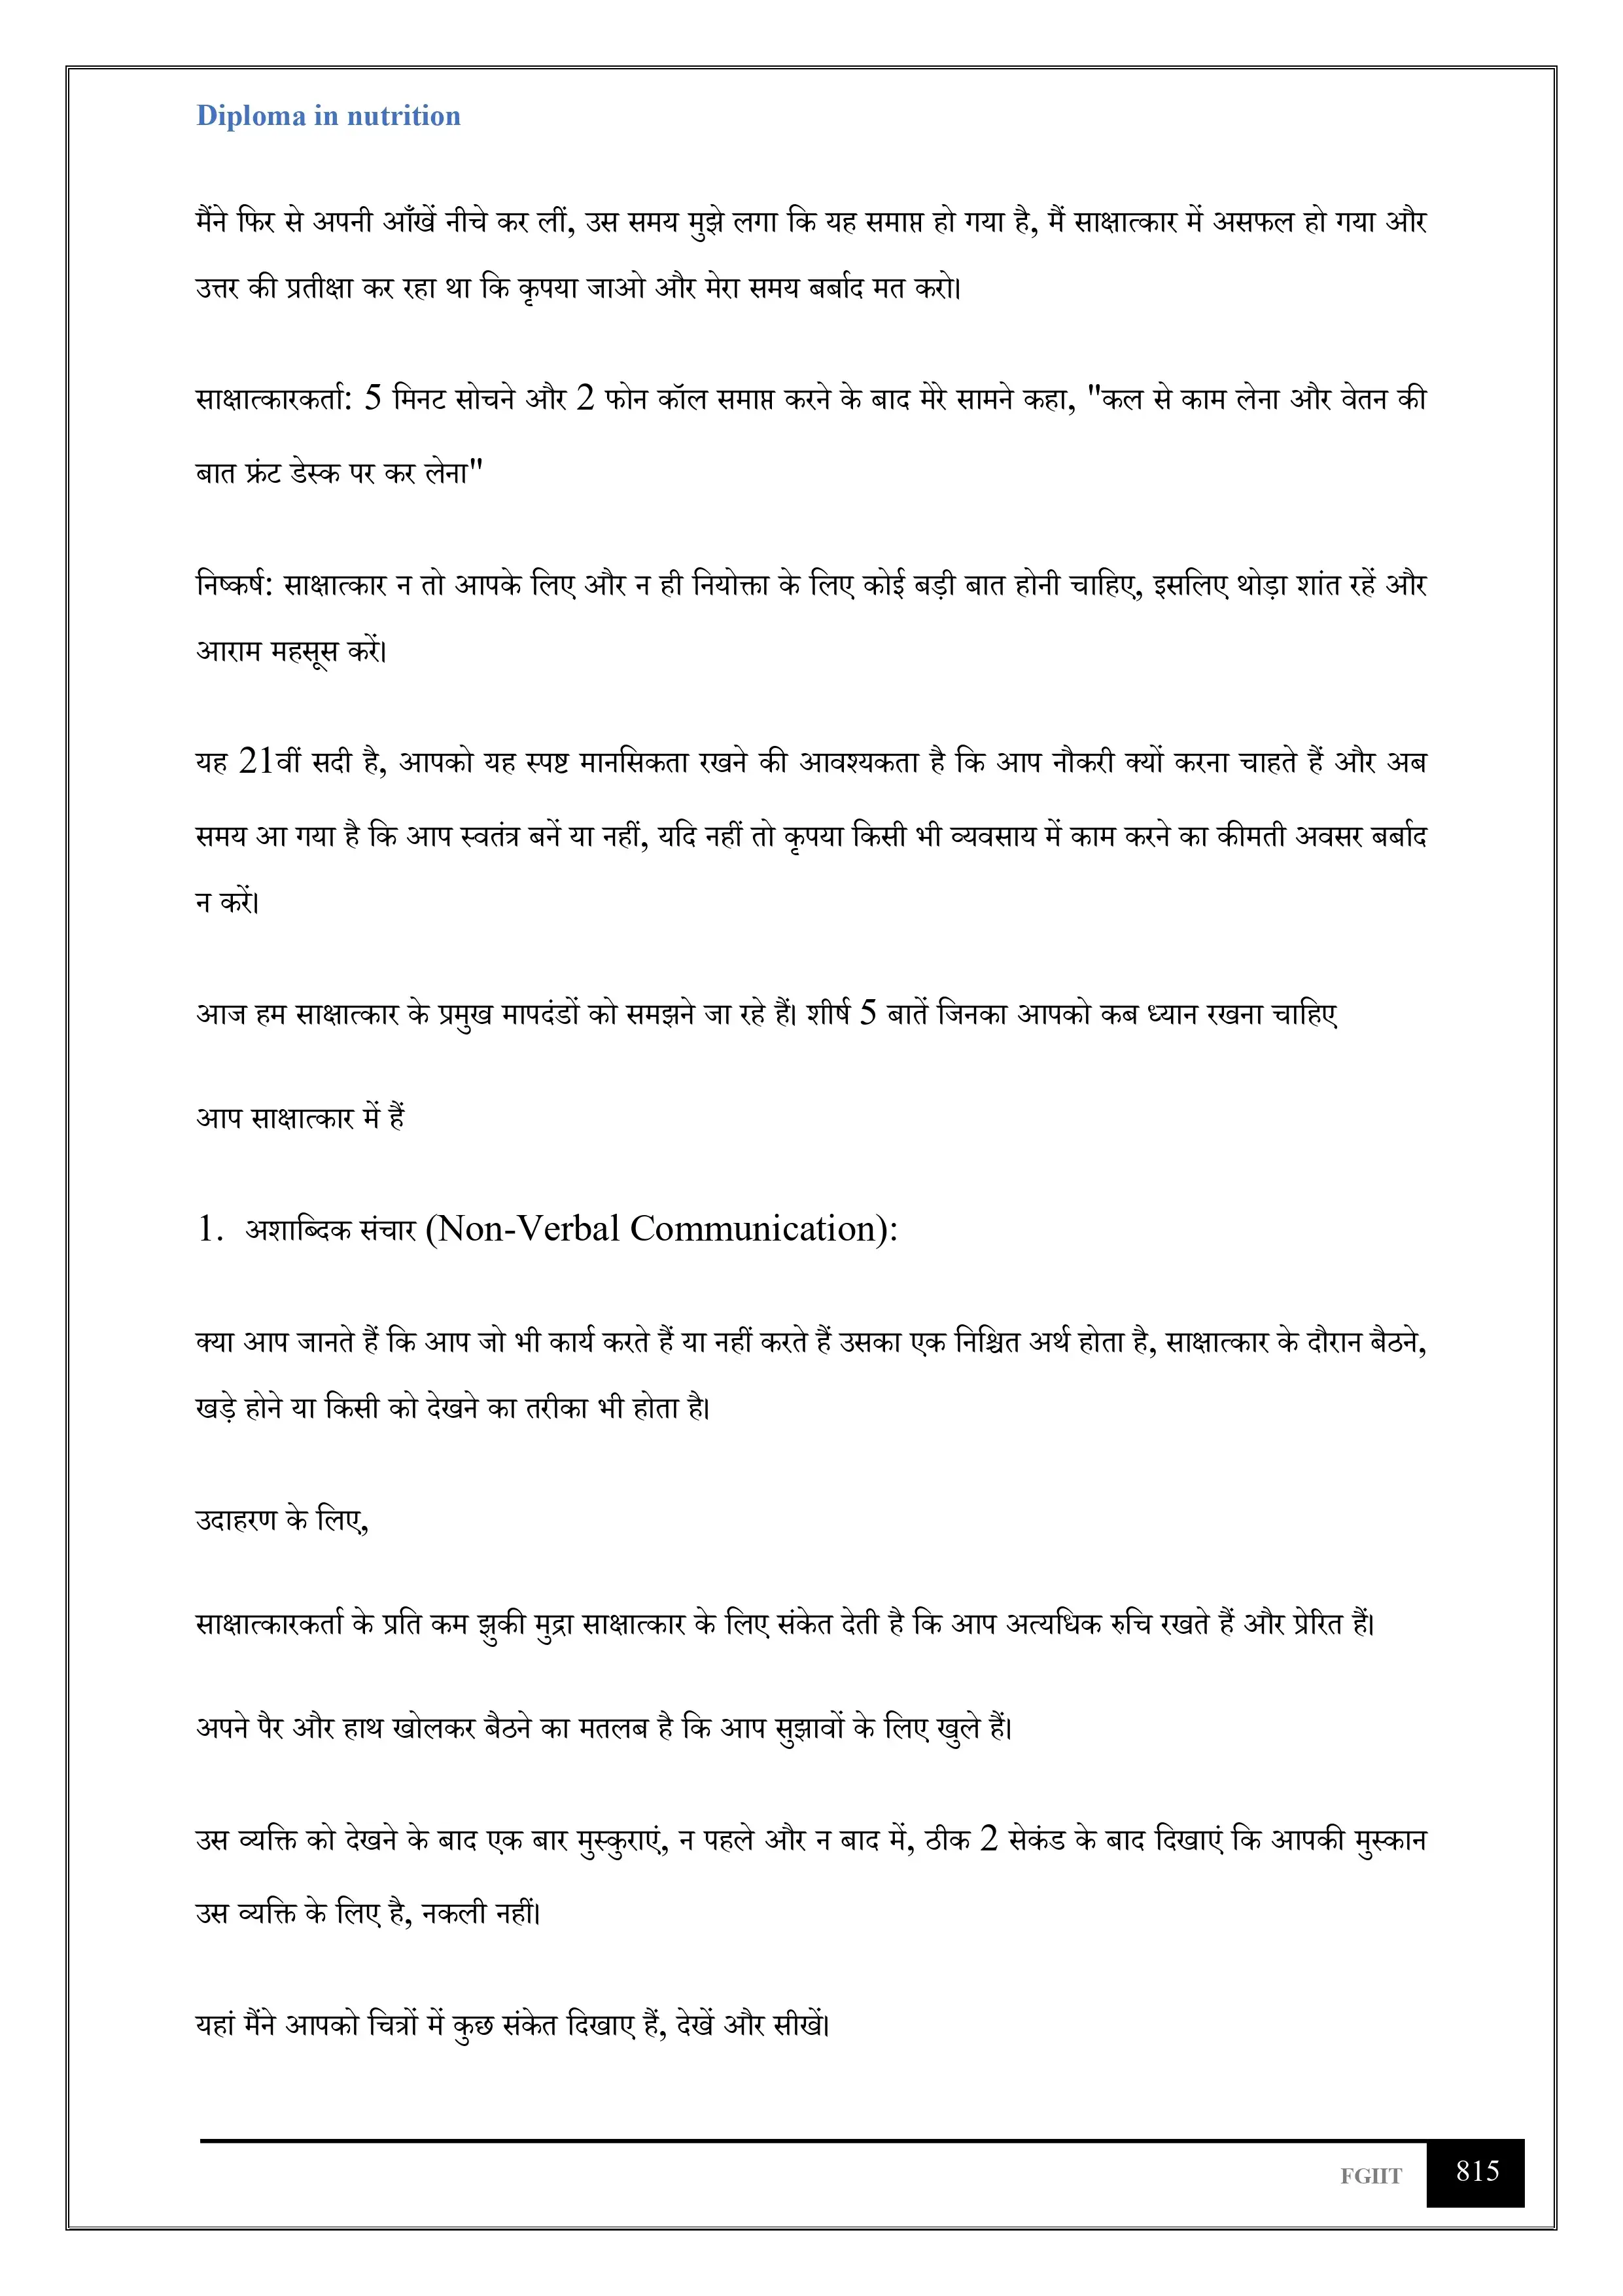 Diploma in nutrition
मैंने फिर से अपनी आँखें नीचे कर लीं, उस समय मुझे लगा कि यह समाप्त हो गया है, मैं साक्षात्कार में असफल हो गया और
उत्तर की प्रतीक्षा कर रहा था कि कृपया जाओ और मेरा समय बर्बाद मत करो।
साक्षात्कारकर्ता: 5 मिनट सोचने और 2 फोन कॉल समाप्त करने के बाद मेरे सामने कहा, "कल से काम लेना और वेतन की
बात फ्रंट डेस्क पर कर लेना"
निष्कर्ष: साक्षात्कार न तो आपके लिए और न ही नियोक्ता के लिए कोई बड़ी बात होनी चाहिए, इसलिए थोड़ा शांत रहें और
आराम महसूस करें।
यह 21वीं सदी है, आपको यह स्पष्ट मानसिकता रखने की आवश्यकता है कि आप नौकरी क्यों करना चाहते हैं और अब
समय आ गया है कि आप स्वतंत्र बनें या नहीं, यदि नहीं तो कृपया किसी भी व्यवसाय में काम करने का कीमती अवसर बर्बाद
न करें।
आज हम साक्षात्कार के प्रमुख मापदंडों को समझने जा रहे हैं। शीर्ष 5 बातें जिनका आपको कब ध्यान रखना चाहिए
आप साक्षात्कार में हैं
1. अशाब्दिक संचार (Non-Verbal Communication):
क्या आप जानते हैं कि आप जो भी कार्य करते हैं या नहीं करते हैं उसका एक निश्चित अर्थ होता है, साक्षात्कार के दौरान बैठने,
खड़े होने या किसी को देखने का तरीका भी होता है।
उदाहरण के लिए,
साक्षात्कारकर्ता के प्रति कम झुकी मुद्रा साक्षात्कार के लिए संकेत देती है कि आप अत्यधिक रुचि रखते हैं और प्रेरित हैं।
अपने पैर और हाथ खोलकर बैठने का मतलब है कि आप सुझावों के लिए खुले हैं।
उस व्यक्ति को देखने के बाद एक बार मुस्कुराएं, न पहले और न बाद में, ठीक 2 सेकंड के बाद दिखाएं कि आपकी मुस्कान
उस व्यक्ति के लिए है, नकली नहीं।
यहां मैंने आपको चित्रों में कुछ संकेत दिखाए हैं, देखें और सीखें।
FGIIT 815